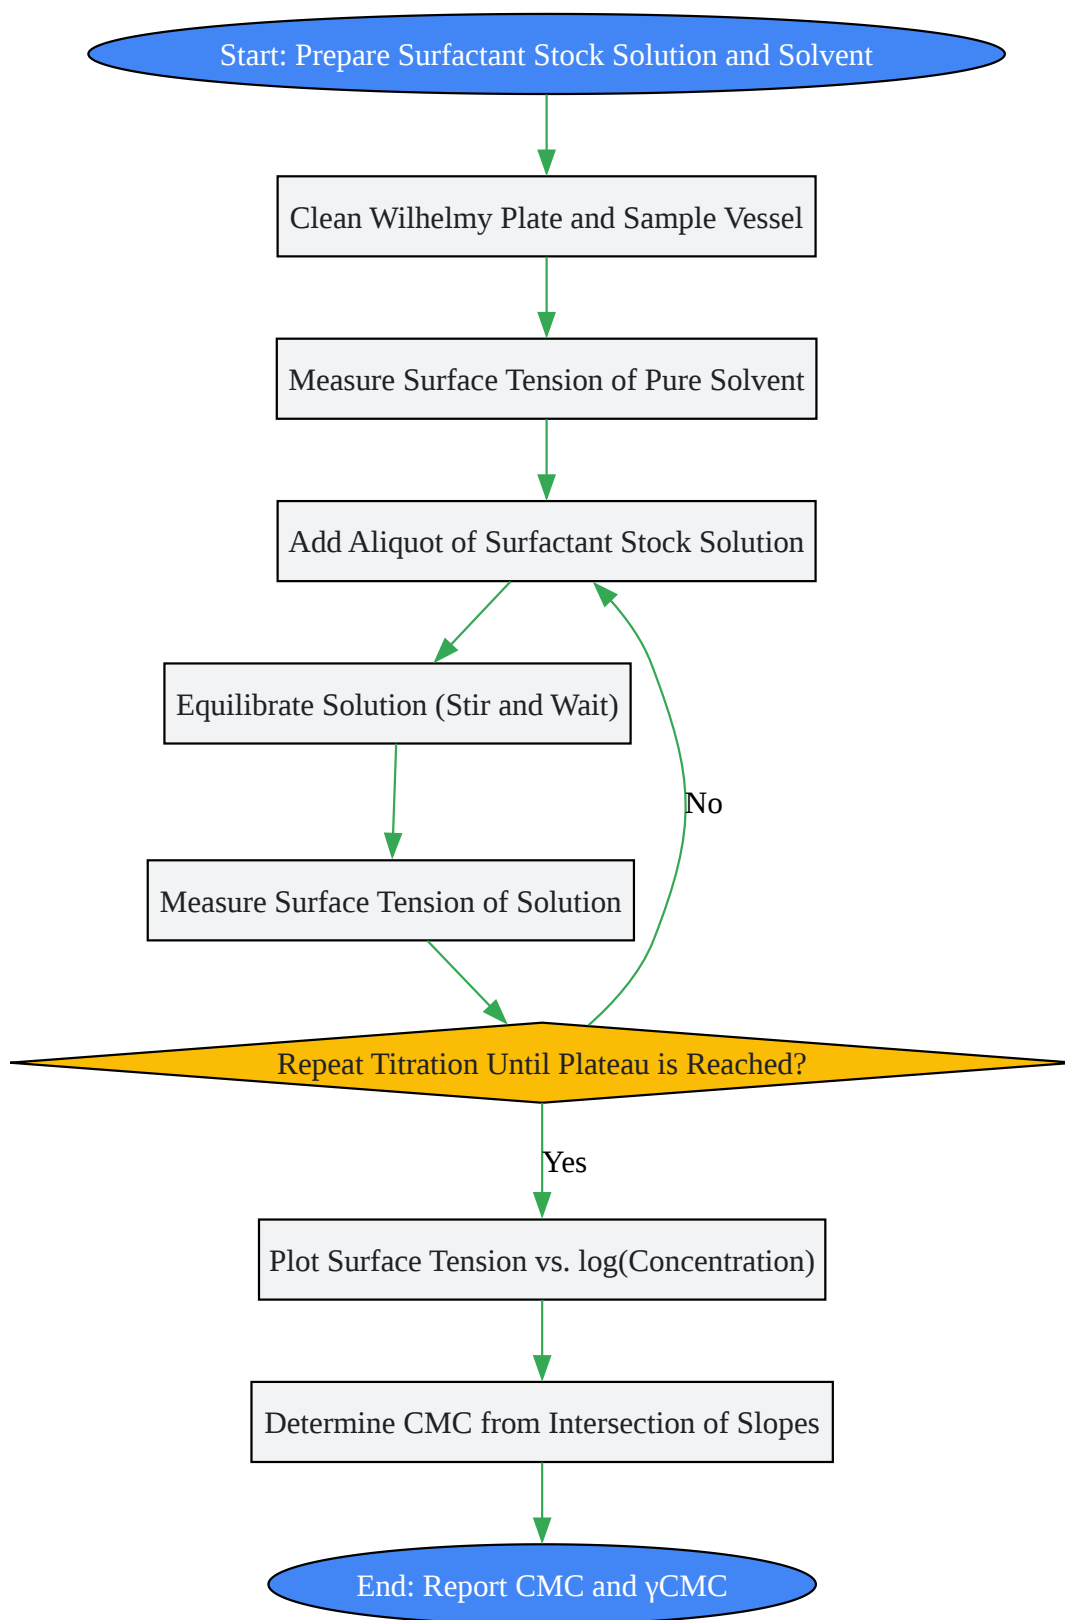 Start: Prepare Surfactant Stock Solution and Solvent
Clean Wilhelmy Plate and Sample Vessel
Measure Surface Tension of Pure Solvent
Add Aliquot of Surfactant Stock Solution
Equilibrate Solution (Stir and Wait)
No
Measure Surface Tension of Solution
Repeat Titration Until Plateau is Reached?
Yes
Plot Surface Tension vs. log(Concentration)
Determine CMC from Intersection of Slopes
End: Report CMC and γCMC